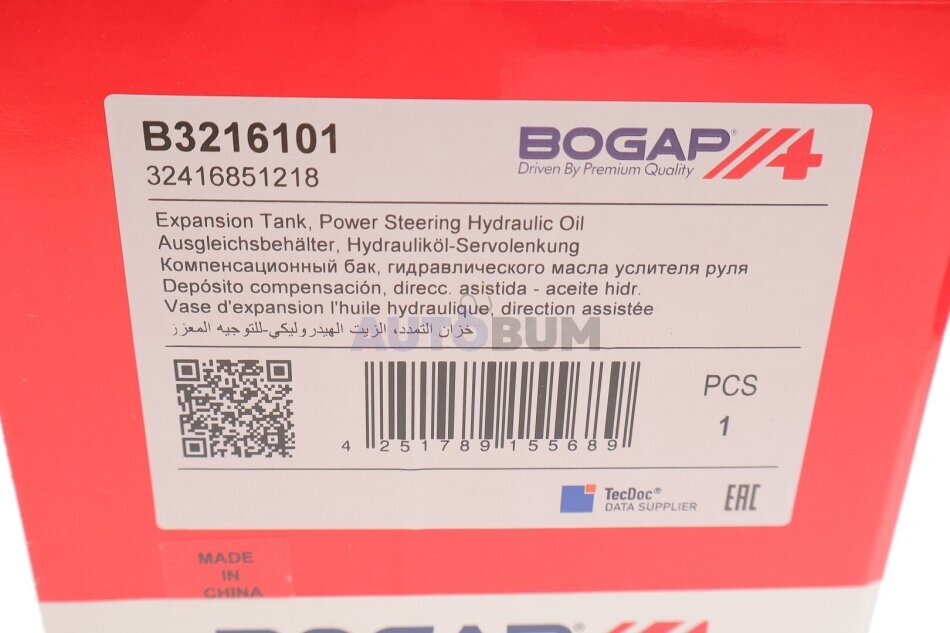 B3216101
32416851218
BOGAP®
Driven By Premium Quality
Expansion Tank, Power Steering Hydraulic Oil
Ausgleichsbehälter, Hydrauliköl-Servolenkung
Компенсационный бак, гидравлического масла услителя руля
Depósito compensación, direcc. asistida - aceite hidr.
Vase d'expansion l'huile hydraulique, direction assistée
خزان التمدد، الزيت الهيدروليكي-للتوجيه المعزز
AUTOBUM
4 251789 155689
PCS
1
TecDoc®
DATA SUPPLIER
EAC
MADE
IN
CHINA
BOGAP®